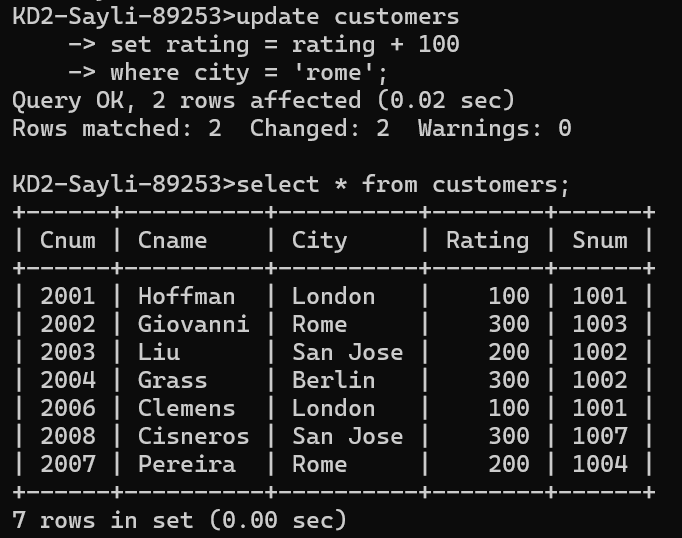 KD2-Sayli-89253>update customers
    -> set rating = rating + 100
    -> where city = 'rome';
Query OK, 2 rows affected (0.02 sec)
Rows matched: 2  Changed: 2  Warnings: 0

KD2-Sayli-89253>select * from customers;
+------+----------+----------+--------+------+
| Cnum | Cname    | City     | Rating | Snum |
+------+----------+----------+--------+------+
| 2001 | Hoffman  | London   |    100 | 1001 |
| 2002 | Giovanni | Rome     |    300 | 1003 |
| 2003 | Liu      | San Jose |    200 | 1002 |
| 2004 | Grass    | Berlin   |    300 | 1002 |
| 2006 | Clemens  | London   |    100 | 1001 |
| 2008 | Cisneros | San Jose |    300 | 1007 |
| 2007 | Pereira  | Rome     |    200 | 1004 |
+------+----------+----------+--------+------+
7 rows in set (0.00 sec)